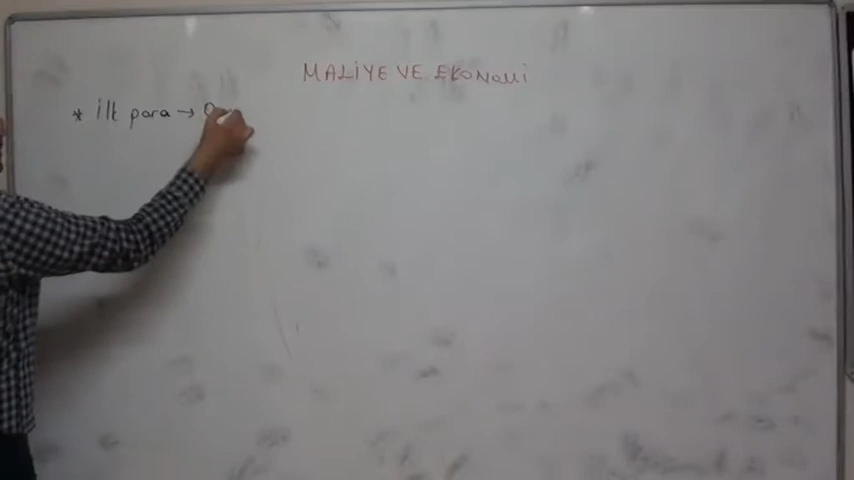 MALİYE VE EKONOMİ
* İlk para →